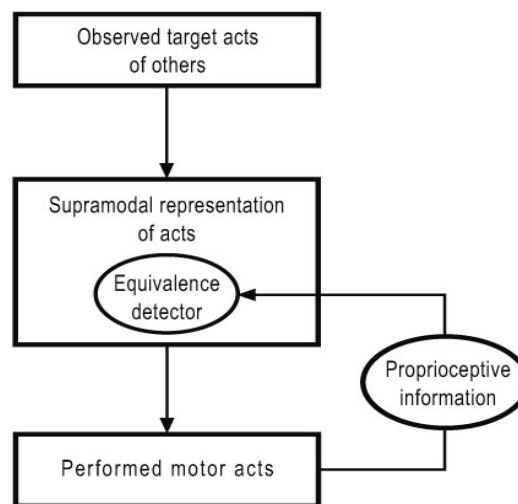 Observed target acts
of others
Supramodal representation
of acts
Equivalence
detector
Proprioceptive
information
Performed motor acts